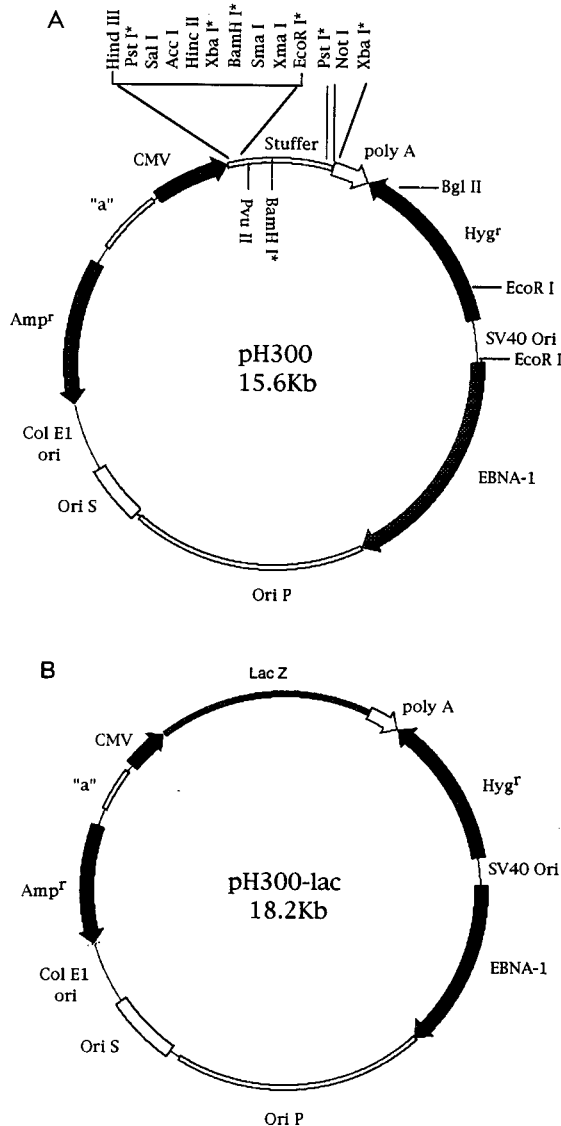 A
Hind III
Pst I*
Sal I
Acc I
Hinc II
Xba I*
BamH I*
Sma I
Xma I
EcoR I*
Pst I*
Not I
Xba I*
Stuffer
poly A
CMV
Bgl II
"a"
Pvu II
BamH I*
Hygr
EcoR I
Ampr
SV40 Ori
EcoR I
pH300
15.6Kb
Col E1
ori
EBNA-1
Ori S
Ori P
B
Lac Z
poly A
CMV
"a"
Hygr
SV40 Ori
Ampr
pH300-lac
18.2Kb
EBNA-1
Col E1
ori
Ori S
Ori P